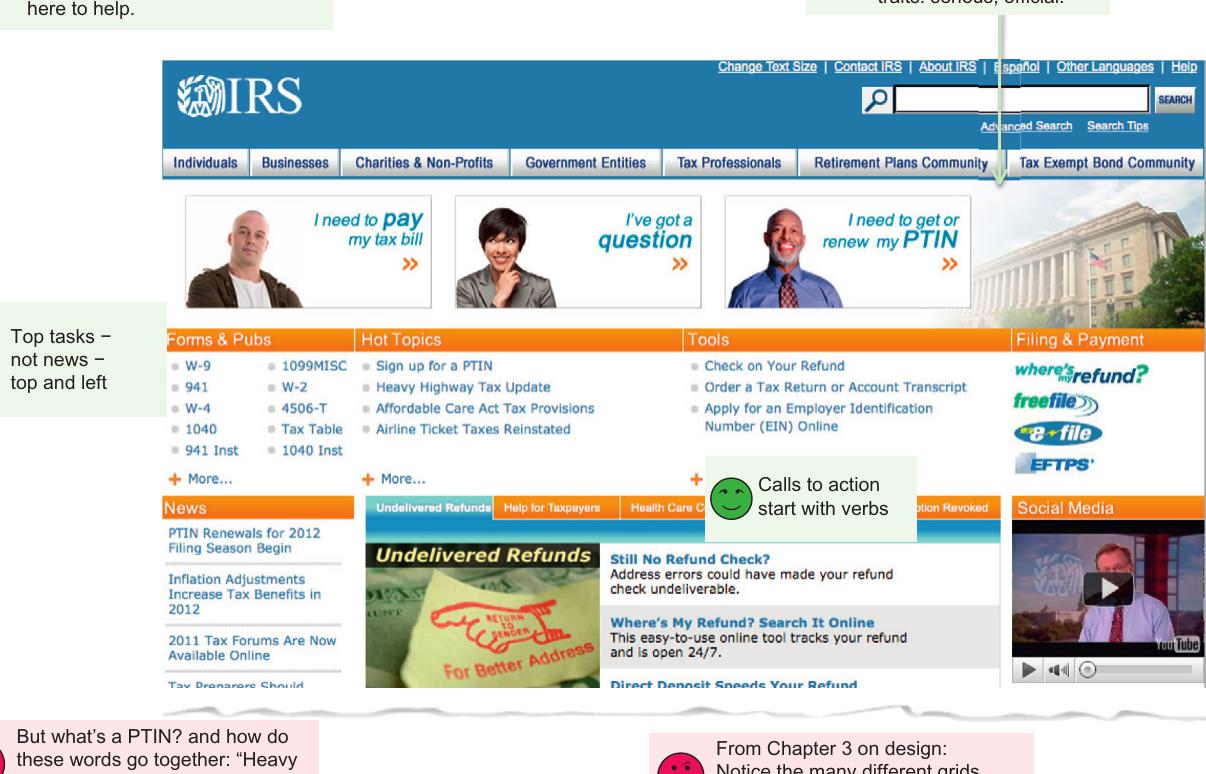 here to help.
traits: serious, official.
Change Text Size | Contact IRS | About IRS | Español | Other Languages | Help
IRS
SEARCH
Advanced Search Search Tips
Individuals Businesses Charities & Non-Profits Government Entities Tax Professionals Retirement Plans Community Tax Exempt Bond Community
I need to pay
my tax bill
»
I've got a
question
»
I need to get or
renew my PTIN
»
Top tasks –
not news –
top and left
Forms & Pubs
W-9 1099MISC
941 W-2
W-4 4506-T
1040 Tax Table
941 Inst 1040 Inst
+ More...
Hot Topics
Sign up for a PTIN
Heavy Highway Tax Update
Affordable Care Act Tax Provisions
Airline Ticket Taxes Reinstated
+ More...
Tools
Check on Your Refund
Order a Tax Return or Account Transcript
Apply for an Employer Identification
Number (EIN) Online
+
Filing & Payment
where's my refund?
freefile
IRS e-file
EFTPS
Calls to action
start with verbs
News
PTIN Renewals for 2012
Filing Season Begin
Inflation Adjustments
Increase Tax Benefits in
2012
2011 Tax Forums Are Now
Available Online
Tax Preparers Should
Undelivered Refunds Help for Taxpayers Health Care C ption Revoked
Undelivered Refunds
RETURN
TO
SENDER
For Better Address
Still No Refund Check?
Address errors could have made your refund
check undeliverable.
Where's My Refund? Search It Online
This easy-to-use online tool tracks your refund
and is open 24/7.
Direct Deposit Speeds Your Refund
Social Media
YouTube
But what's a PTIN? and how do
these words go together: “Heavy
From Chapter 3 on design:
Notice the many different grids